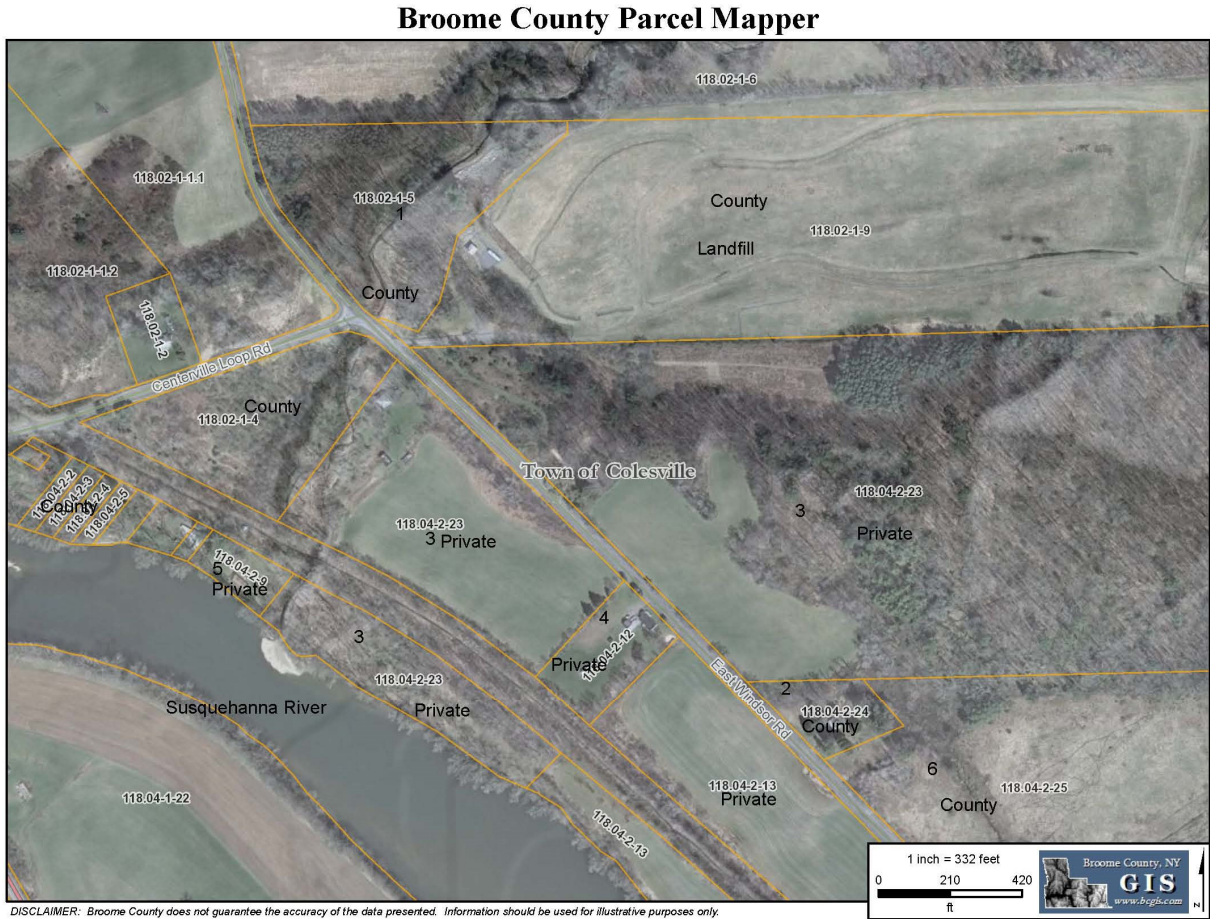 Broome County Parcel Mapper
118.02-1-6
118.02-1-1.1
118.02-1-5
1
County
118.02-1-9
Landfill
118.02-1-1.2
County
118.02-1-2
Centerville Loop Rd
County
118.02-1-4
Town of Colesville
118.04-2-2
118.04-2-3
118.04-2-4
118.04-2-5
County
118.04-2-23
3 Private
3
118.04-2-23
Private
118.04-2-9
5
Private
3
118.04-2-23
Private
4
118.04-2-12
Private
East Windsor Rd
2
118.04-2-24
County
Susquehanna River
118.04-2-13
Private
6
118.04-2-25
County
118.04-1-22
118.04-2-13
1 inch = 332 feet
0 210 420
ft
Broome County, NY
GIS
www.bcgis.com
N
DISCLAIMER: Broome County does not guarantee the accuracy of the data presented. Information should be used for illustrative purposes only.